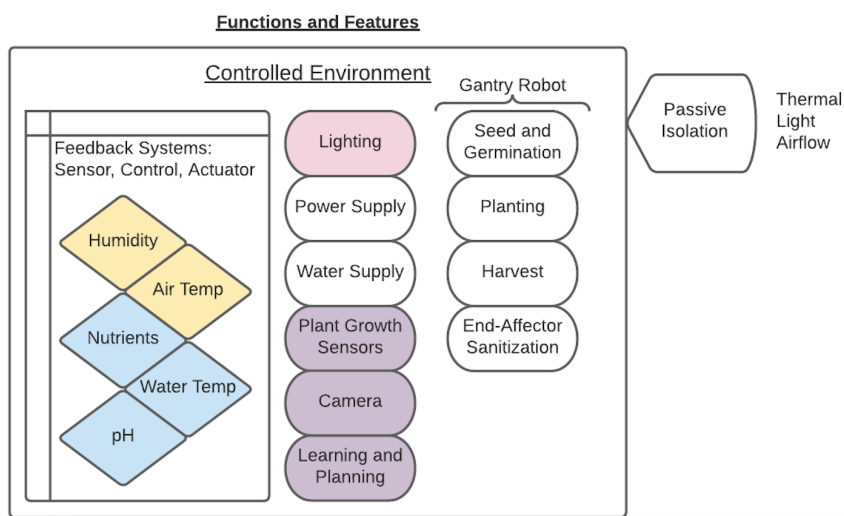 Functions and Features
Controlled Environment
Feedback Systems:
Sensor, Control, Actuator
Humidity
Air Temp
Nutrients
Water Temp
pH
Lighting
Power Supply
Water Supply
Plant Growth
Sensors
Camera
Learning and
Planning
Gantry Robot
Seed and
Germination
Planting
Harvest
End-Affector
Sanitization
Passive
Isolation
Thermal
Light
Airflow